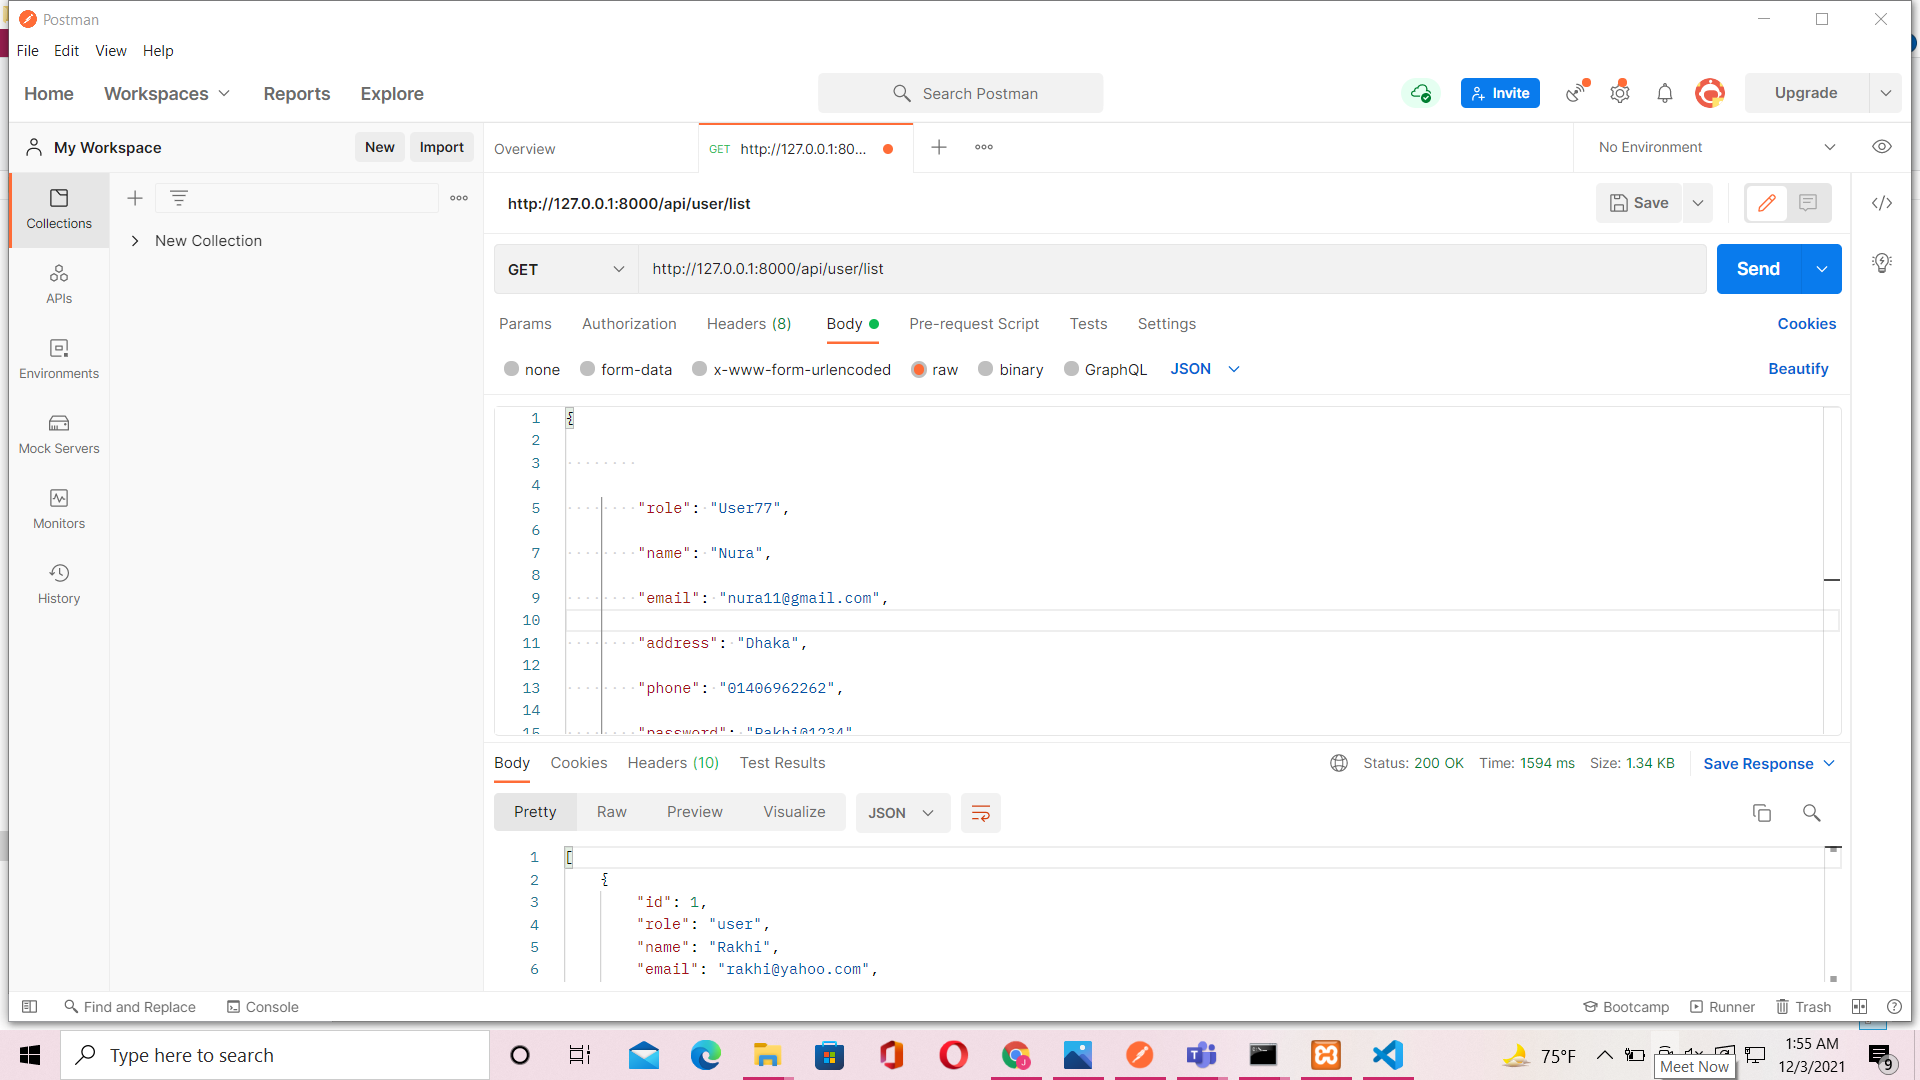 Postman
File Edit View Help
Home Workspaces Reports Explore Search Postman Invite Upgrade
My Workspace New Import Overview GET http://127.0.0.1:80... No Environment
Collections
New Collection
APIs
Environments
Mock Servers
Monitors
History
http://127.0.0.1:8000/api/user/list Save
GET http://127.0.0.1:8000/api/user/list Send
Params Authorization Headers (8) Body Pre-request Script Tests Settings Cookies
none form-data x-www-form-urlencoded raw binary GraphQL JSON Beautify
1 {
2
3
4
5 "role": "User77",
6
7 "name": "Nura",
8
9 "email": "nura11@gmail.com",
10
11 "address": "Dhaka",
12
13 "phone": "01406962262",
14
15 "password": "Rakhi@1234"
Body Cookies Headers (10) Test Results Status: 200 OK Time: 1594 ms Size: 1.34 KB Save Response
Pretty Raw Preview Visualize JSON
1 [
2 {
3 "id": 1,
4 "role": "user",
5 "name": "Rakhi",
6 "email": "rakhi@yahoo.com",
Find and Replace Console Bootcamp Runner Trash
Type here to search 75°F 1:55 AM
12/3/2021
9
Meet Now